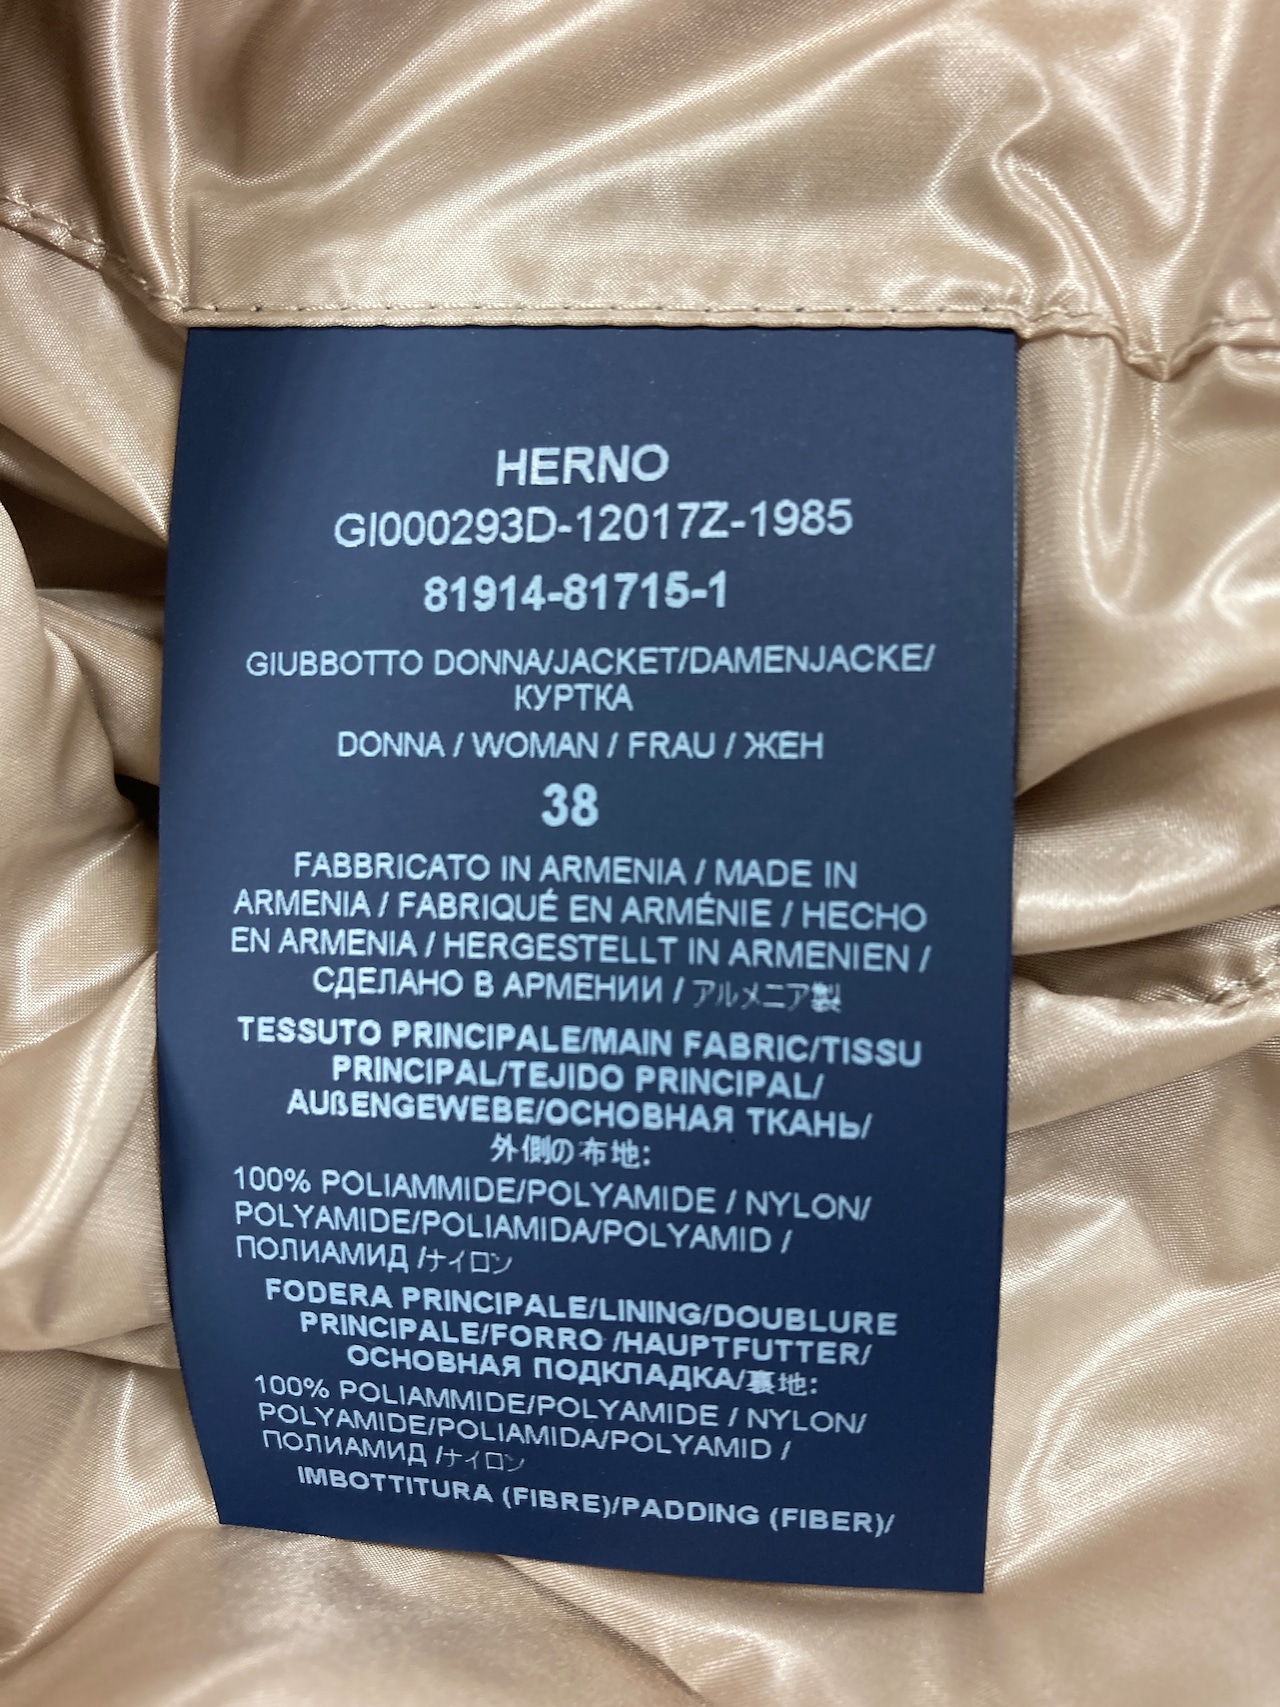 HERNO
GI000293D-12017Z-1985
81914-81715-1
GIUBBOTTO DONNA/JACKET/DAMENJACKE/
КУРТКА
DONNA / WOMAN / FRAU / ЖЕН
38
FABBRICATO IN ARMENIA / MADE IN
ARMENIA / FABRIQUÉ EN ARMÉNIE / HECHO
EN ARMENIA / HERGESTELLT IN ARMENIEN /
СДЕЛАНО В АРМЕНИИ / アルメニア製
TESSUTO PRINCIPALE/MAIN FABRIC/TISSU
PRINCIPAL/TEJIDO PRINCIPAL/
AUßENGEWEBE/ОСНОВНАЯ ТКАНЬ/
外側の布地:
100% POLIAMMIDE/POLYAMIDE / NYLON/
POLYAMIDE/POLIAMIDA/POLYAMID /
ПОЛИАМИД /ナイロン
FODERA PRINCIPALE/LINING/DOUBLURE
PRINCIPALE/FORRO /HAUPTFUTTER/
ОСНОВНАЯ ПОДКЛАДКА/裏地:
100% POLIAMMIDE/POLYAMIDE / NYLON/
POLYAMIDE/POLIAMIDA/POLYAMID /
ПОЛИАМИД /ナイロン
IMBOTTITURA (FIBRE)/PADDING (FIBER)/